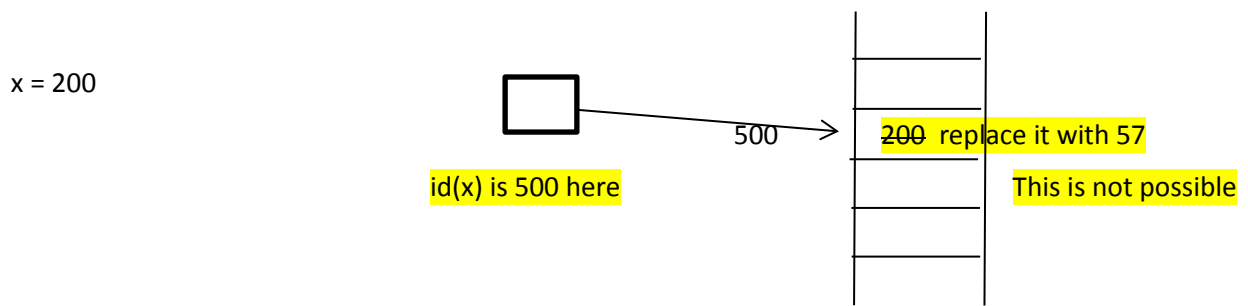 x = 200
500
~~200~~ replace it with 57
id(x) is 500 here
This is not possible